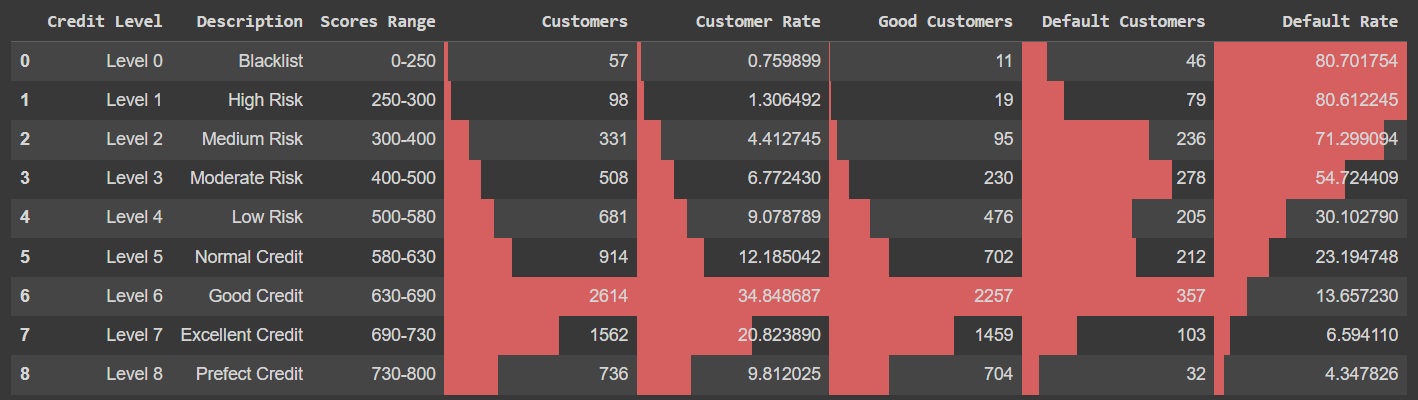 Credit Level Description Scores Range Customers Customer Rate Good Customers Default Customers Default Rate
0 Level 0 Blacklist 0-250 57 0.759899 11 46 80.701754
1 Level 1 High Risk 250-300 98 1.306492 19 79 80.612245
2 Level 2 Medium Risk 300-400 331 4.412745 95 236 71.299094
3 Level 3 Moderate Risk 400-500 508 6.772430 230 278 54.724409
4 Level 4 Low Risk 500-580 681 9.078789 476 205 30.102790
5 Level 5 Normal Credit 580-630 914 12.185042 702 212 23.194748
6 Level 6 Good Credit 630-690 2614 34.848687 2257 357 13.657230
7 Level 7 Excellent Credit 690-730 1562 20.823890 1459 103 6.594110
8 Level 8 Prefect Credit 730-800 736 9.812025 704 32 4.347826